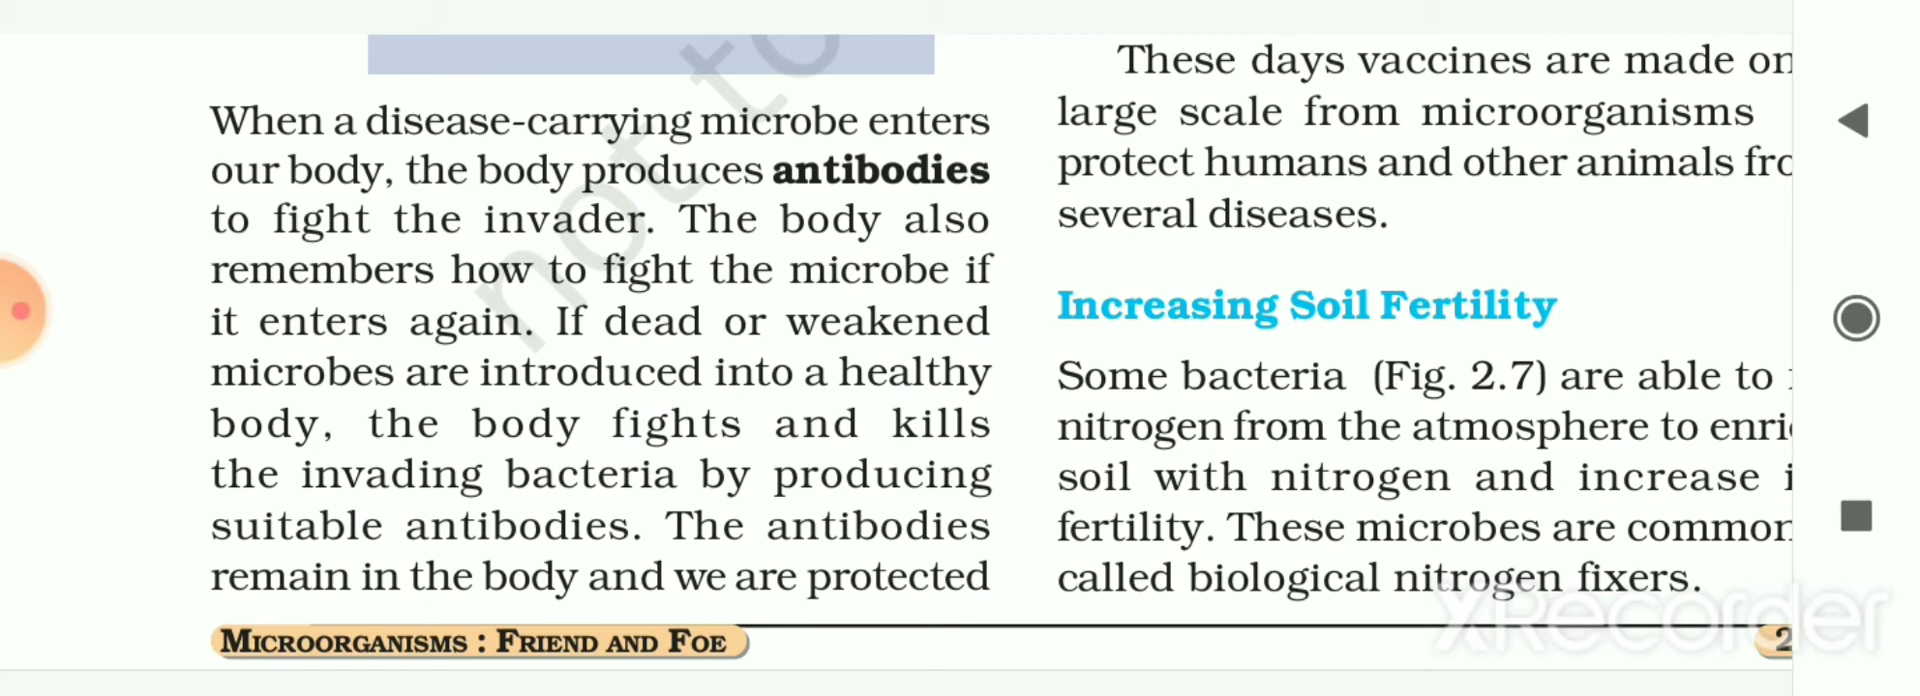 When a disease-carrying microbe enters
our body, the body produces antibodies
to fight the invader. The body also
remembers how to fight the microbe if
it enters again. If dead or weakened
microbes are introduced into a healthy
body, the body fights and kills
the invading bacteria by producing
suitable antibodies. The antibodies
remain in the body and we are protected
These days vaccines are made on
large scale from microorganisms
protect humans and other animals
several diseases.
Increasing Soil Fertility
Some bacteria (Fig. 2.7) are able to
nitrogen from the atmosphere to
soil with nitrogen and increase
fertility. These microbes are
called biological nitrogen fixers.
MICROORGANISMS : FRIEND AND FOE
not to
XRecorder